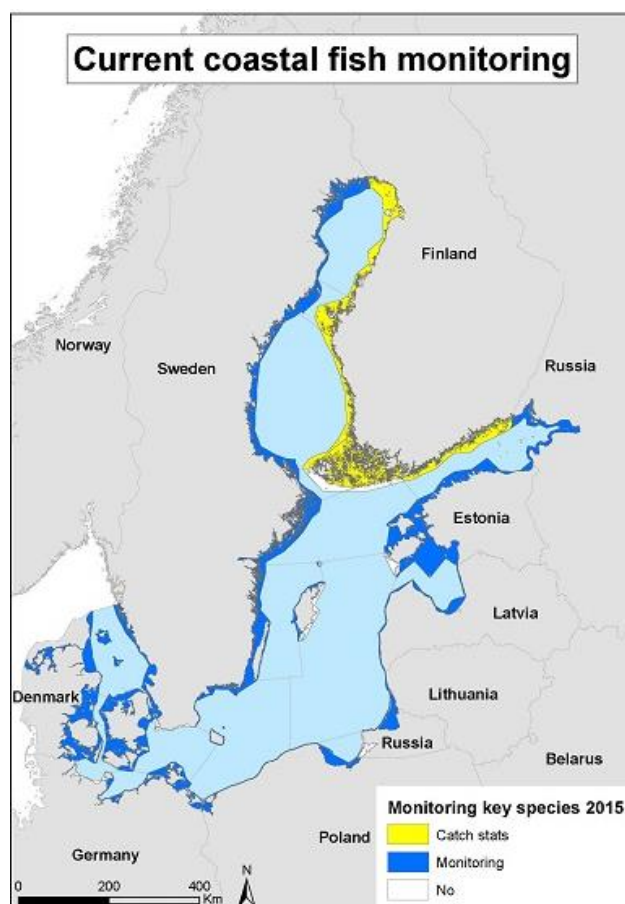 Current coastal fish monitoring
Finland
Norway
Sweden
Russia
Estonia
Latvia
Denmark
Lithuania
Russia
Belarus
Poland
Germany
Monitoring key species 2015
Catch stats
Monitoring
No
N
0 200 400
Km